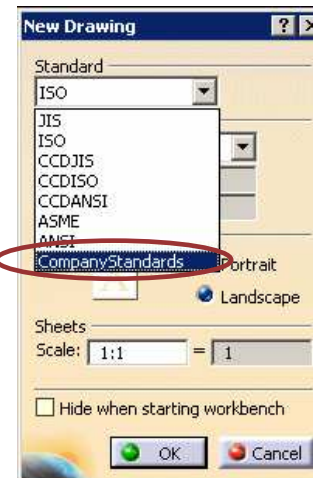 New Drawing
Standard
ISO
JIS
ISO
CCDJIS
CCDISO
CCDANSI
ASME
ANSI
CompanyStandards
Portrait
A
Landscape
Sheets
Scale: 1:1 = 1
Hide when starting workbench
OK Cancel